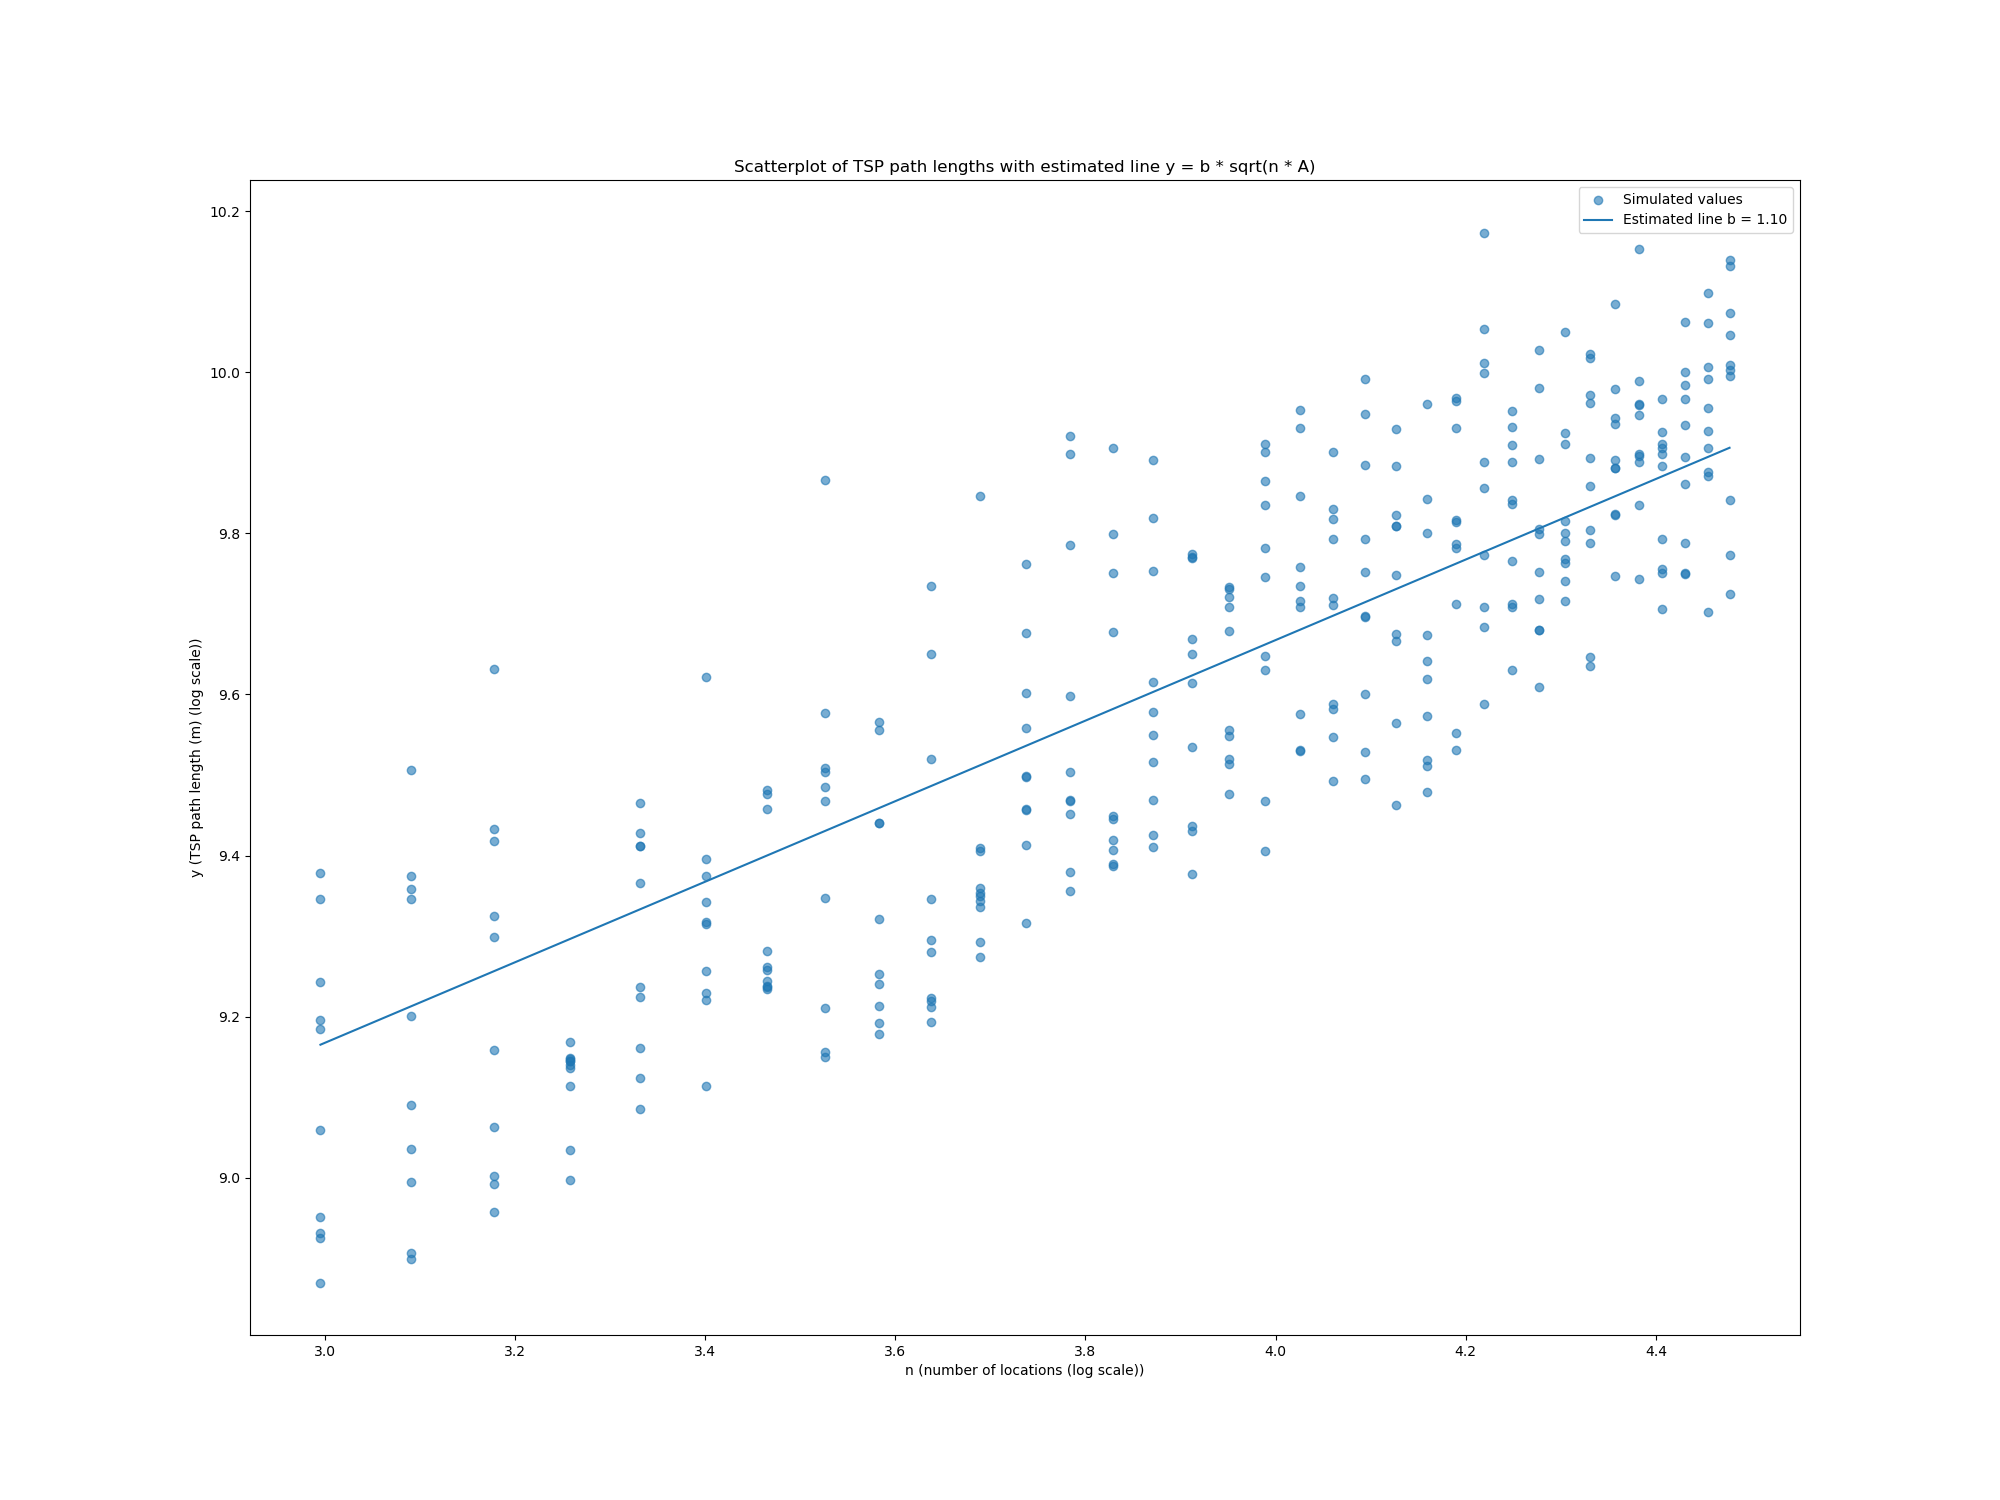 Scatterplot of TSP path lengths with estimated line y = b * sqrt(n * A)
Simulated values
Estimated line b = 1.10
10.2
10.0
9.8
9.6
9.4
9.2
9.0
y (TSP path length (m) (log scale))
3.0 3.2 3.4 3.6 3.8 4.0 4.2 4.4
n (number of locations (log scale))